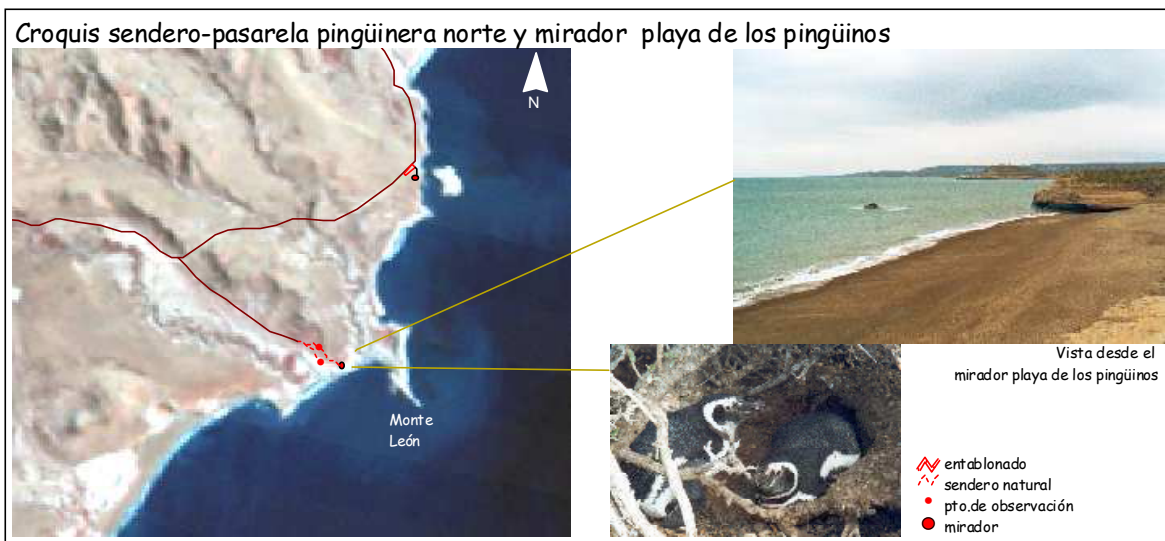 Croquis sendero-pasarela pingüinera norte y mirador playa de los pingüinos
N
Monte
León
Vista desde el
mirador playa de los pingüinos
entablonado
sendero natural
pto.de observación
mirador